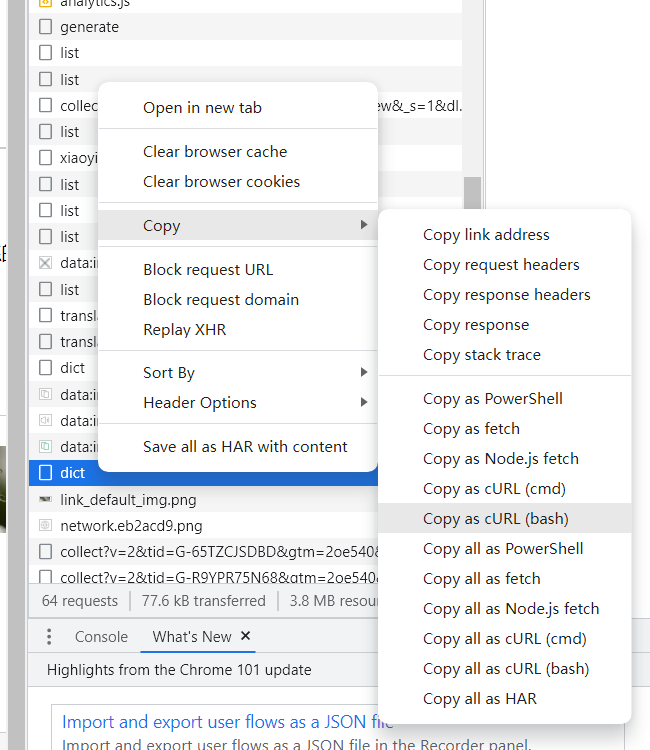 analytics.js
generate
list
list
collec
ew&_s=1&dl.
list
xiaoyi
list
list
list
data:in
list
transla
transla
dict
data:in
data:in
data:in
dict
link_default_img.png
network.eb2acd9.png
collect?v=2&tid=G-65TZCJSDBD&gtm=2oe540&
collect?v=2&tid=G-R9YPR75N68&gtm=2oe540&
64 requests
77.6 kB transferred
3.8 MB resou
Open in new tab
Clear browser cache
Clear browser cookies
Copy
Block request URL
Block request domain
Replay XHR
Sort By
Header Options
Save all as HAR with content
Copy link address
Copy request headers
Copy response headers
Copy response
Copy stack trace
Copy as PowerShell
Copy as fetch
Copy as Node.js fetch
Copy as cURL (cmd)
Copy as cURL (bash)
Copy all as PowerShell
Copy all as fetch
Copy all as Node.js fetch
Copy all as cURL (cmd)
Copy all as cURL (bash)
Copy all as HAR
Console
What's New
Highlights from the Chrome 101 update
Import and export user flows as a JSON file
Import and export user flows as a JSON file in the Recorder panel.